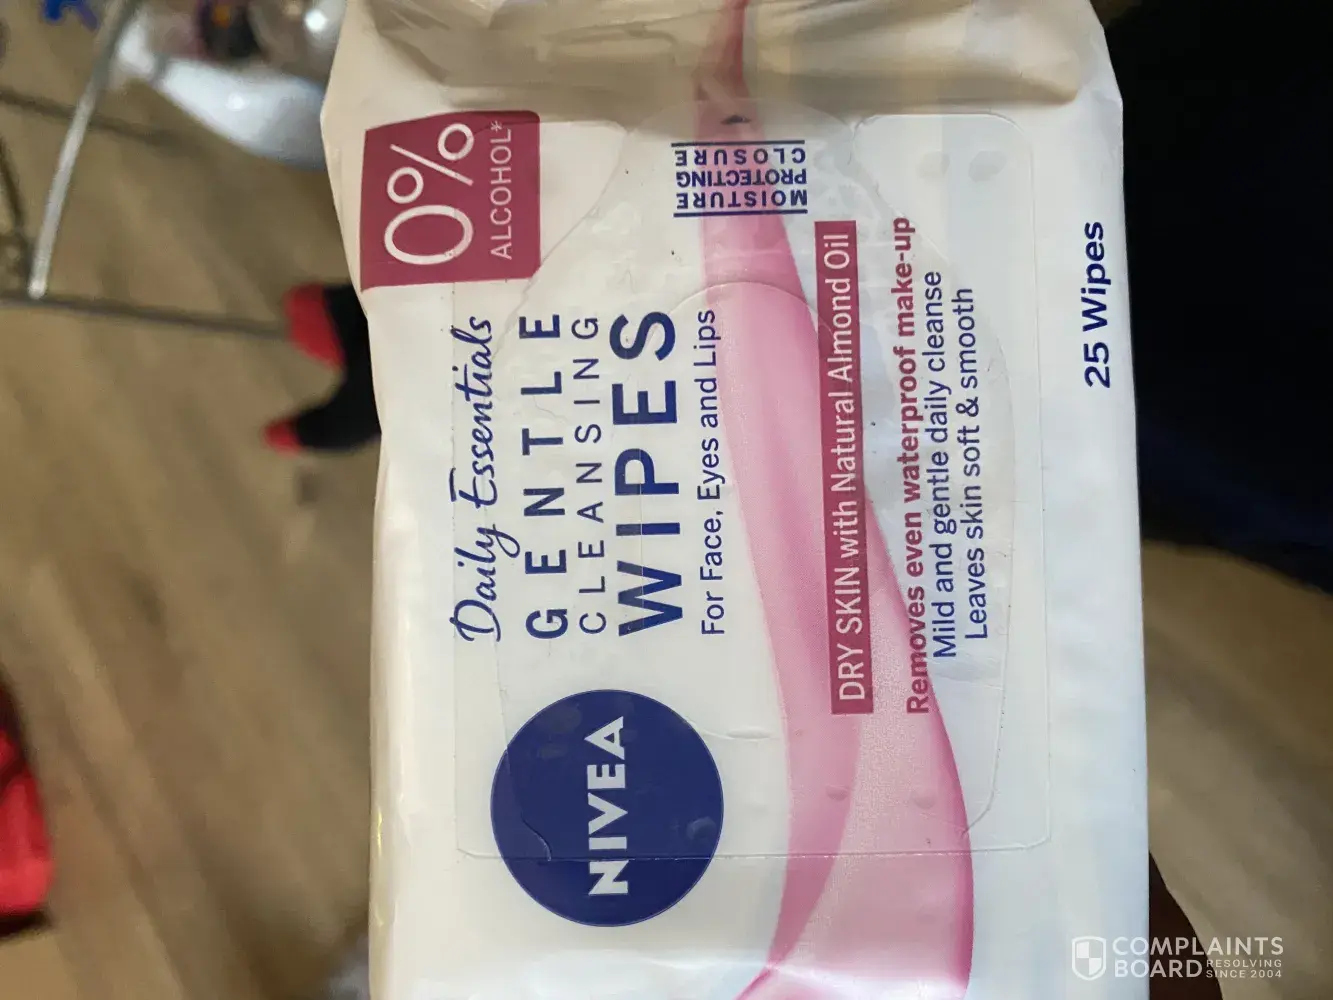 0%
ALCOHOL*
Daily Essentials
GENTLE
CLEANSING
WIPES
For Face, Eyes and Lips
NIVEA
MOISTURE
PROTECTING
CLOSURE
DRY SKIN with Natural Almond Oil
Removes even waterproof make-up
Mild and gentle daily cleanse
Leaves skin soft & smooth
25 Wipes
COMPLAINTS
BOARD RESOLVING
SINCE 2004